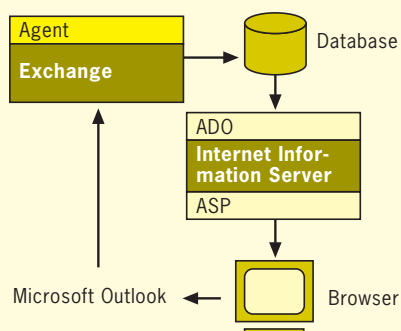 Agent
Exchange
Database
ADO
Internet Infor-
mation Server
ASP
Microsoft Outlook
Browser